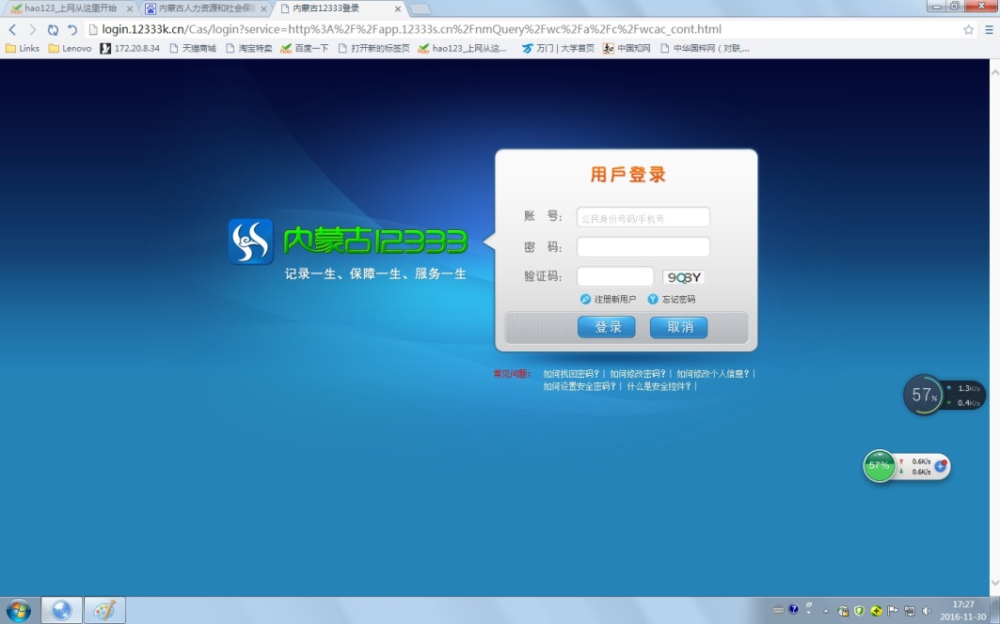 hao123_上网从这里开始
内蒙古人力资源和社会保
内蒙古12333登录
login.12333k.cn/Cas/login?service=http%3A%2F%2Fapp.12333s.cn%2FnmQuery%2Fwc%2Fa%2Fc%2Fwcac_cont.html
Links
Lenovo
172.20.8.34
天猫商城
淘宝特卖
百度一下
打开新的标签页
hao123_上网从这...
万门 | 大学首页
中国知网
中华国梓网 ( 对联,...
用戶登录
账 号:
公民身份号码/手机号
密 码:
验证码:
9Q8Y
注册新用户
忘记密码
登录
取消
内蒙古12333
记录一生、保障一生、服务一生
常见问题:
如何找回密码? | 如何修改密码? | 如何修改个人信息? |
如何设置安全密码? | 什么是安全控件? |
57%
1.3K/s
0.4K/s
57%
0.6K/s
0.6K/s
17:27
2016-11-30